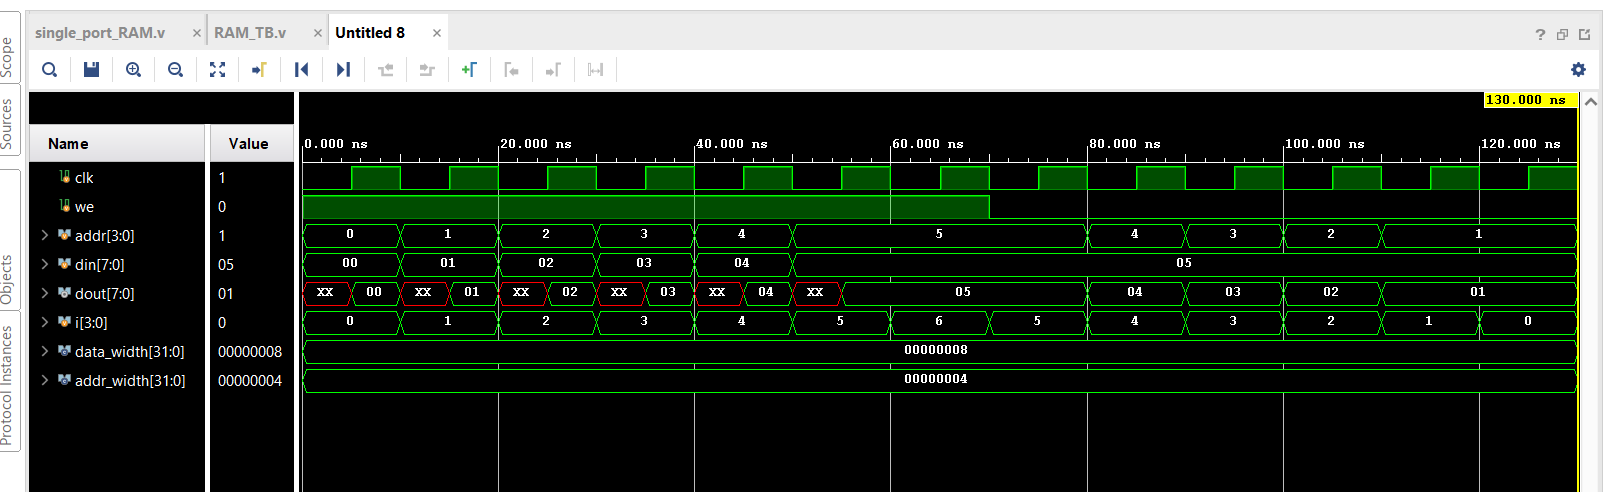 single_port_RAM.v × RAM_TB.v × Untitled 8 × ?
Scope
Sources
Objects
Protocol Instances
130.000 ns
Name Value
0.000 ns 20.000 ns 40.000 ns 60.000 ns 80.000 ns 100.000 ns 120.000 ns
clk 1
we 0
addr[3:0] 1 0 1 2 3 4 5 4 3 2 1
din[7:0] 05 00 01 02 03 04 05
dout[7:0] 01 XX 00 XX 01 XX 02 XX 03 XX 04 XX 05 04 03 02 01
i[3:0] 0 0 1 2 3 4 5 6 5 4 3 2 1 0
data_width[31:0] 00000008 00000008
addr_width[31:0] 00000004 00000004